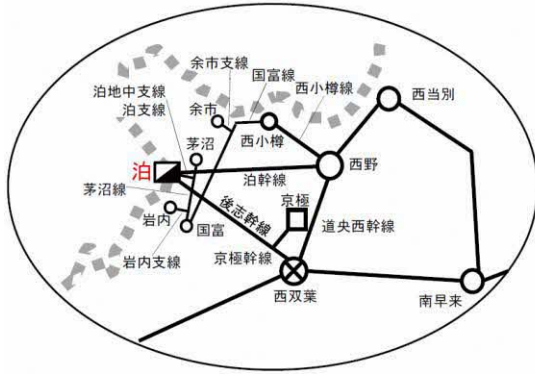 余市支線
国富線
泊地中支線
西小樽線
泊支線
余市
西当別
茅沼
西小樽
泊
西野
泊幹線
茅沼線
京極
後志幹線
道央西幹線
岩内
国富
京極幹線
岩内支線
西双葉
南早来